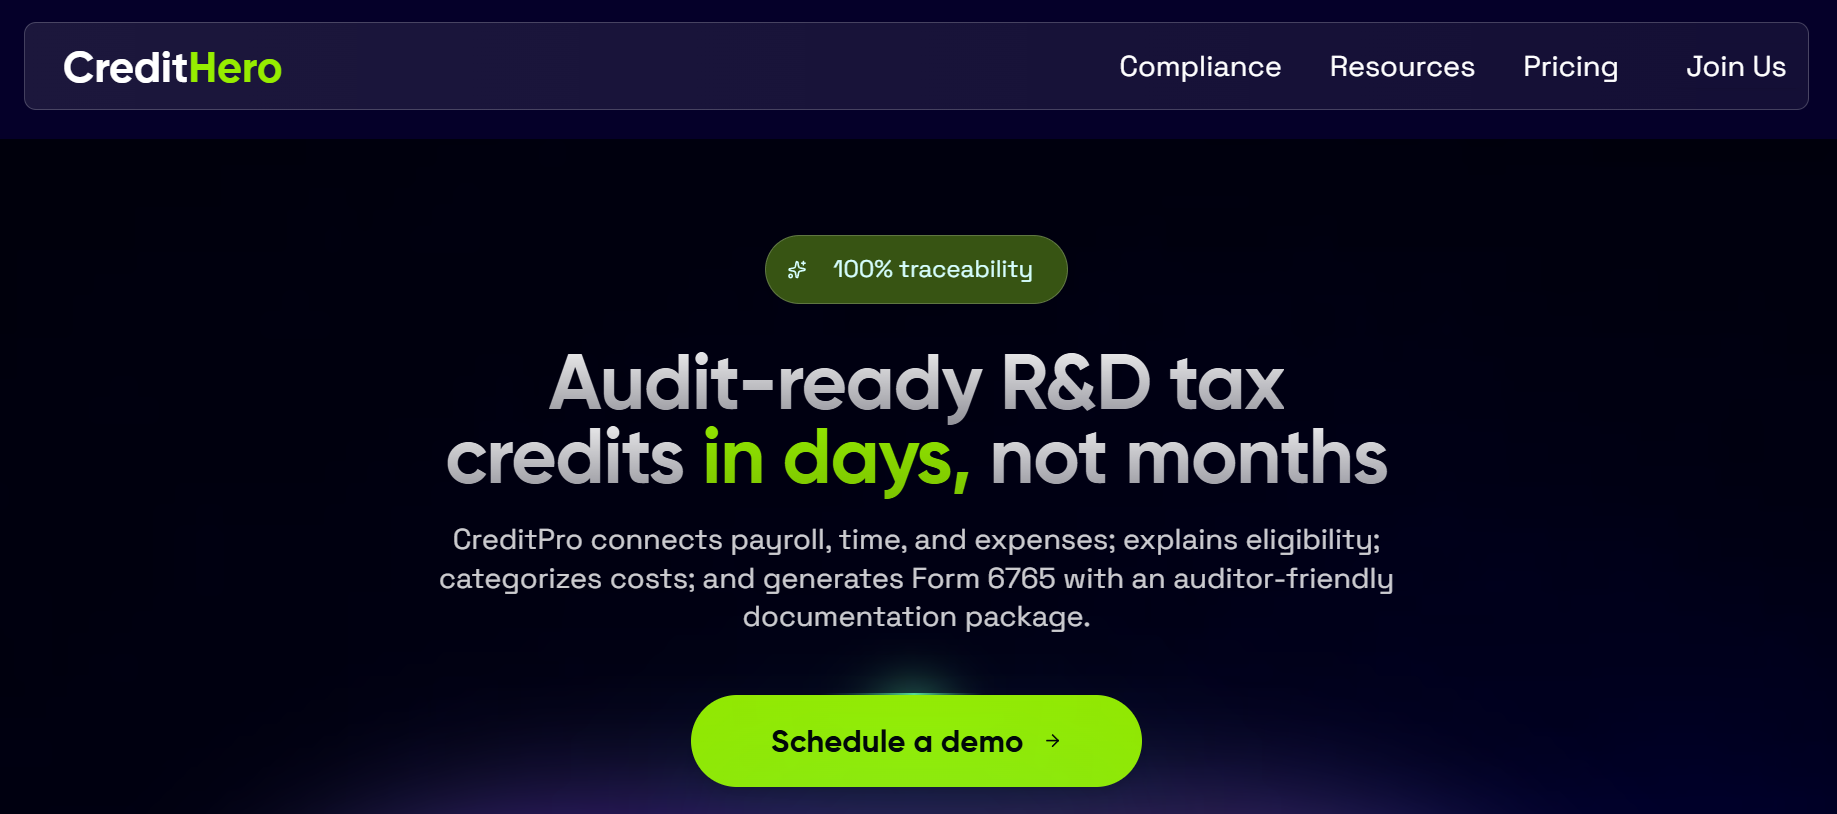 CreditHero
Compliance Resources Pricing Join Us
100% traceability
Audit-ready R&D tax
credits in days, not months
CreditPro connects payroll, time, and expenses; explains eligibility;
categorizes costs; and generates Form 6765 with an auditor-friendly
documentation package.
Schedule a demo →